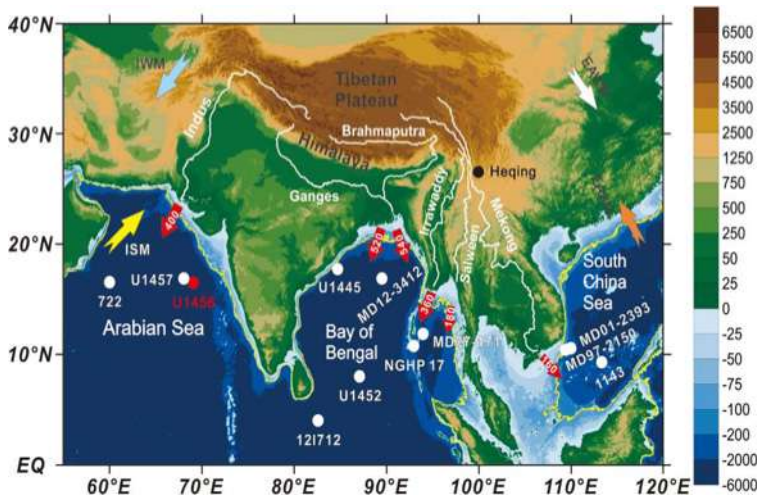 40°N
30°N
20°N
10°N
EQ
60°E
70°E
80°E
90°E
100°E
110°E
120°E
IWM
Tibetan
Plateau
Himalaya
Indus
Brahmaputra
Ganges
Irrawaddy
Salween
Mekong
Heqing
400
ISM
520
540
360
180
160
U1457
U1456
722
Arabian Sea
U1445
MD12-3412
Bay of
Bengal
NGHP 17
U1452
12I712
South
China
Sea
MD01-2393
MD97-2150
1143
6500
5500
4500
3500
2500
1250
750
500
250
50
25
0
-25
-50
-75
-100
-200
-2000
-6000